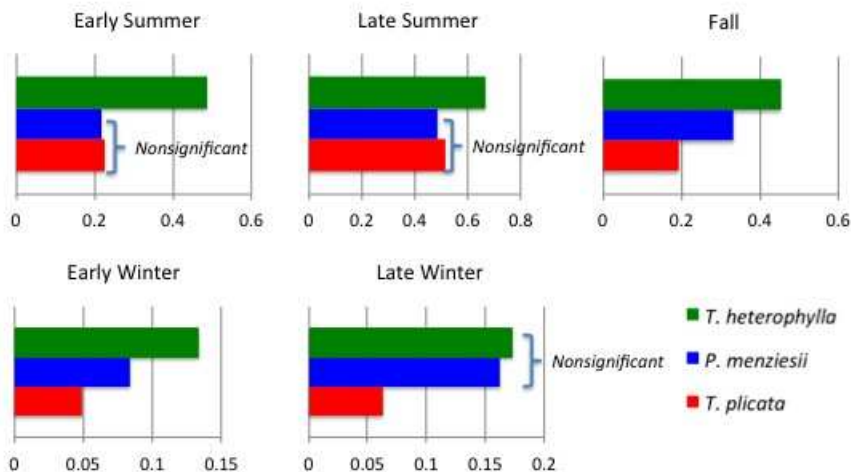 Early Summer
Late Summer
Fall
Nonsignificant
Nonsignificant
0 0.2 0.4 0.6
0 0.2 0.4 0.6 0.8
0 0.2 0.4 0.6
Early Winter
Late Winter
T. heterophylla
Nonsignificant
P. menziesii
T. plicata
0 0.05 0.1 0.15
0 0.05 0.1 0.15 0.2